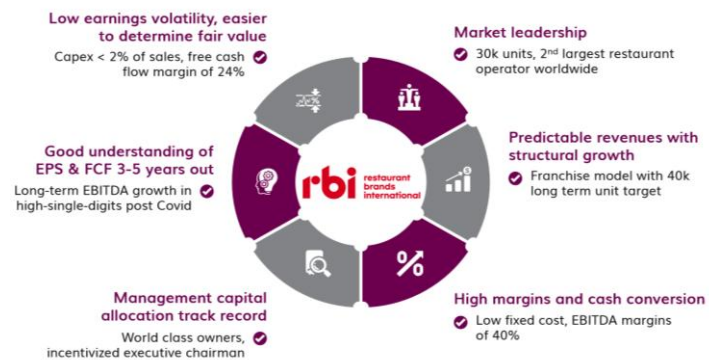 Low earnings volatility, easier
to determine fair value
Capex < 2% of sales, free cash
flow margin of 24%
Market leadership
30k units, 2nd largest restaurant
operator worldwide
Good understanding of
EPS & FCF 3-5 years out
Long-term EBITDA growth in
high-single-digits post Covid
rbi restaurant
brands
international
Predictable revenues with
structural growth
Franchise model with 40k
long term unit target
Management capital
allocation track record
World class owners,
incentivized executive chairman
High margins and cash conversion
Low fixed cost, EBITDA margins
of 40%